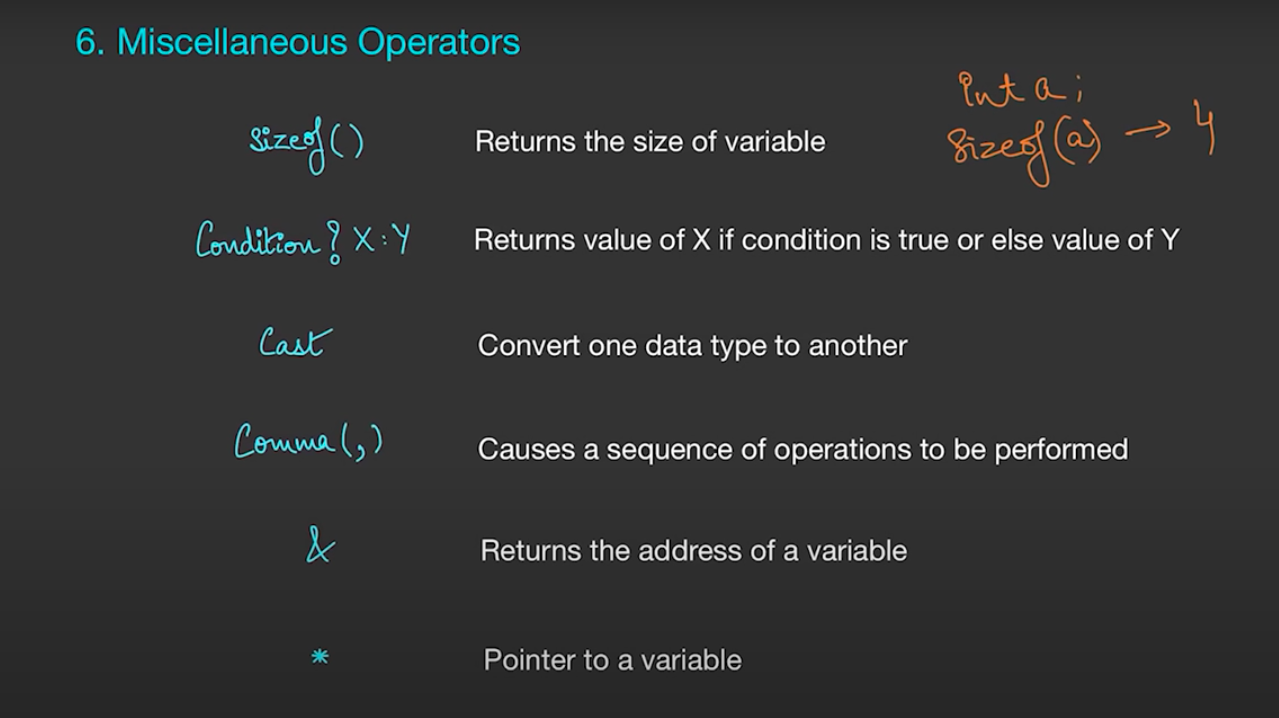 6. Miscellaneous Operators
int a;
Sizeof() Returns the size of variable
Sizeof(a) → 4
Condition? X:Y Returns value of X if condition is true or else value of Y
Cast Convert one data type to another
Comma(,) Causes a sequence of operations to be performed
& Returns the address of a variable
* Pointer to a variable